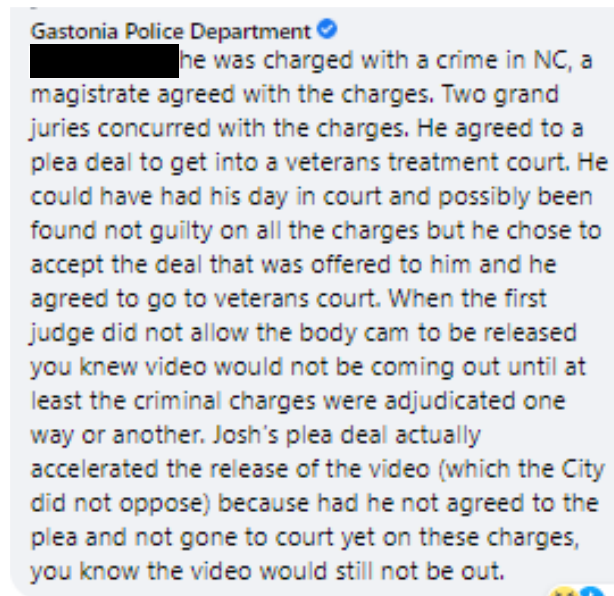 Gastonia Police Department
he was charged with a crime in NC, a
magistrate agreed with the charges. Two grand
juries concurred with the charges. He agreed to a
plea deal to get into a veterans treatment court. He
could have had his day in court and possibly been
found not guilty on all the charges but he chose to
accept the deal that was offered to him and he
agreed to go to veterans court. When the first
judge did not allow the body cam to be released
you knew video would not be coming out until at
least the criminal charges were adjudicated one
way or another. Josh's plea deal actually
accelerated the release of the video (which the City
did not oppose) because had he not agreed to the
plea and not gone to court yet on these charges,
you know the video would still not be out.